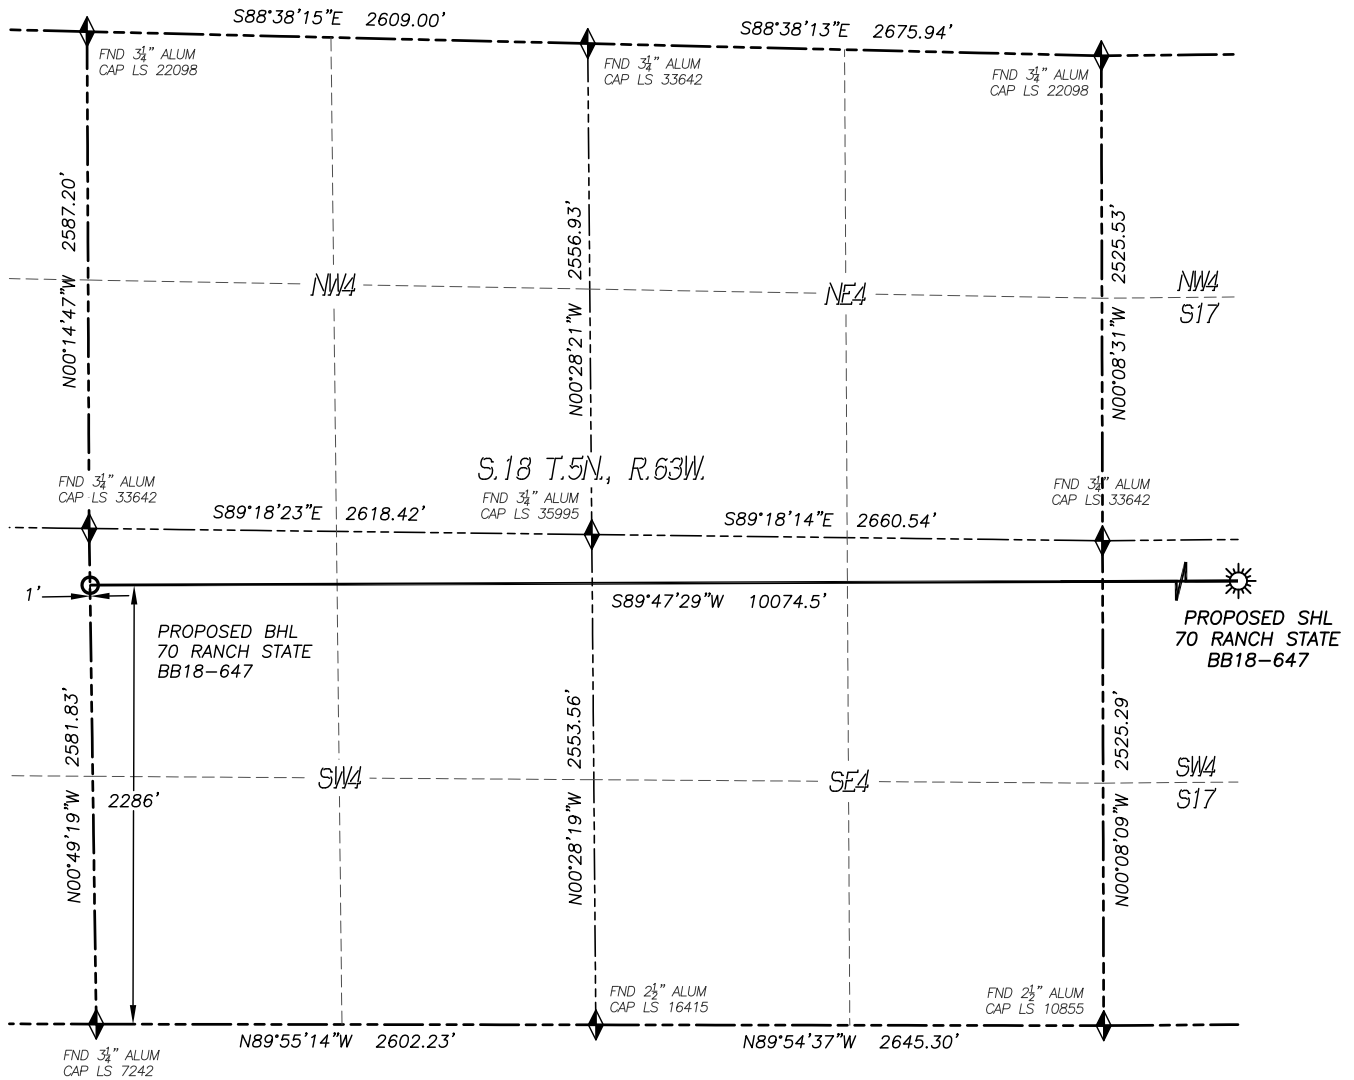 S88°38'15"E 2609.00'
S88°38'13"E 2675.94'
FND 3¼" ALUM
CAP LS 22098
FND 3¼" ALUM
CAP LS 33642
FND 3¼" ALUM
CAP LS 22098
N00°14'47"W 2587.20'
N00°28'21"W 2556.93'
N00°08'31"W 2525.53'
NW4
NE4
NW4
S17
S.18 T.5N., R.63W.
FND 3¼" ALUM
CAP LS 33642
FND 3¼" ALUM
CAP LS 35995
FND 3¼" ALUM
CAP LS 33642
S89°18'23"E 2618.42'
S89°18'14"E 2660.54'
1'
S89°47'29"W 10074.5'
PROPOSED BHL
70 RANCH STATE
BB18-647
PROPOSED SHL
70 RANCH STATE
BB18-647
N00°49'19"W 2581.83'
N00°28'19"W 2553.56'
N00°08'09"W 2525.29'
SW4
SE4
SW4
S17
2286'
FND 2½" ALUM
CAP LS 16415
FND 2½" ALUM
CAP LS 10855
N89°55'14"W 2602.23'
N89°54'37"W 2645.30'
FND 3¼" ALUM
CAP LS 7242